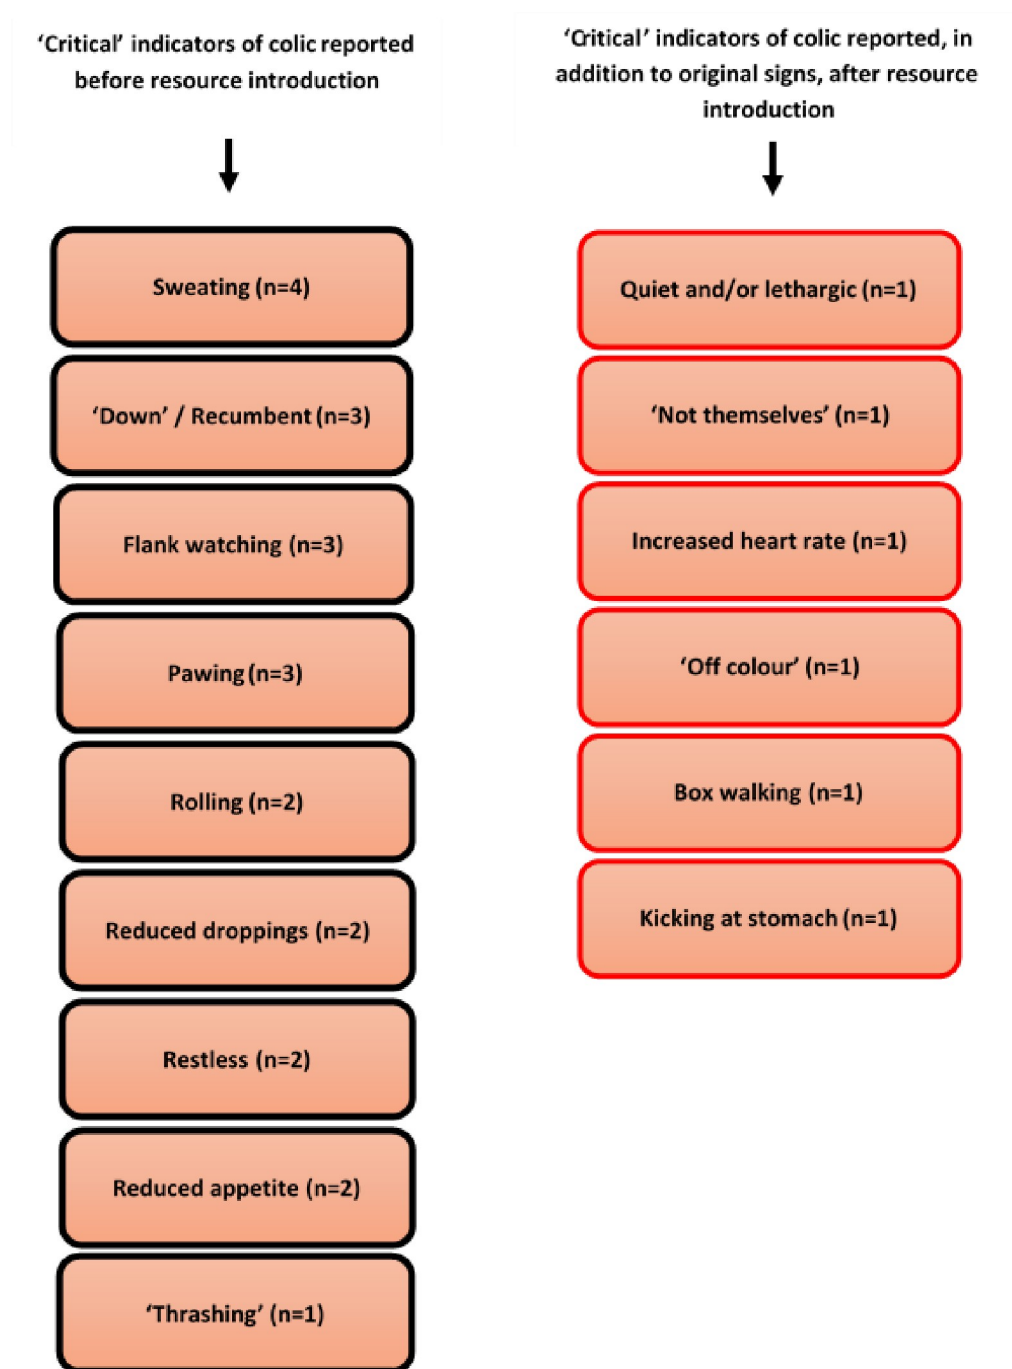 ‘Critical’ indicators of colic reported
before resource introduction
‘Critical’ indicators of colic reported, in
addition to original signs, after resource
introduction
Sweating (n=4)
‘Down’ / Recumbent (n=3)
Flank watching (n=3)
Pawing (n=3)
Rolling (n=2)
Reduced droppings (n=2)
Restless (n=2)
Reduced appetite (n=2)
‘Thrashing’ (n=1)
Quiet and/or lethargic (n=1)
‘Not themselves’ (n=1)
Increased heart rate (n=1)
‘Off colour’ (n=1)
Box walking (n=1)
Kicking at stomach (n=1)